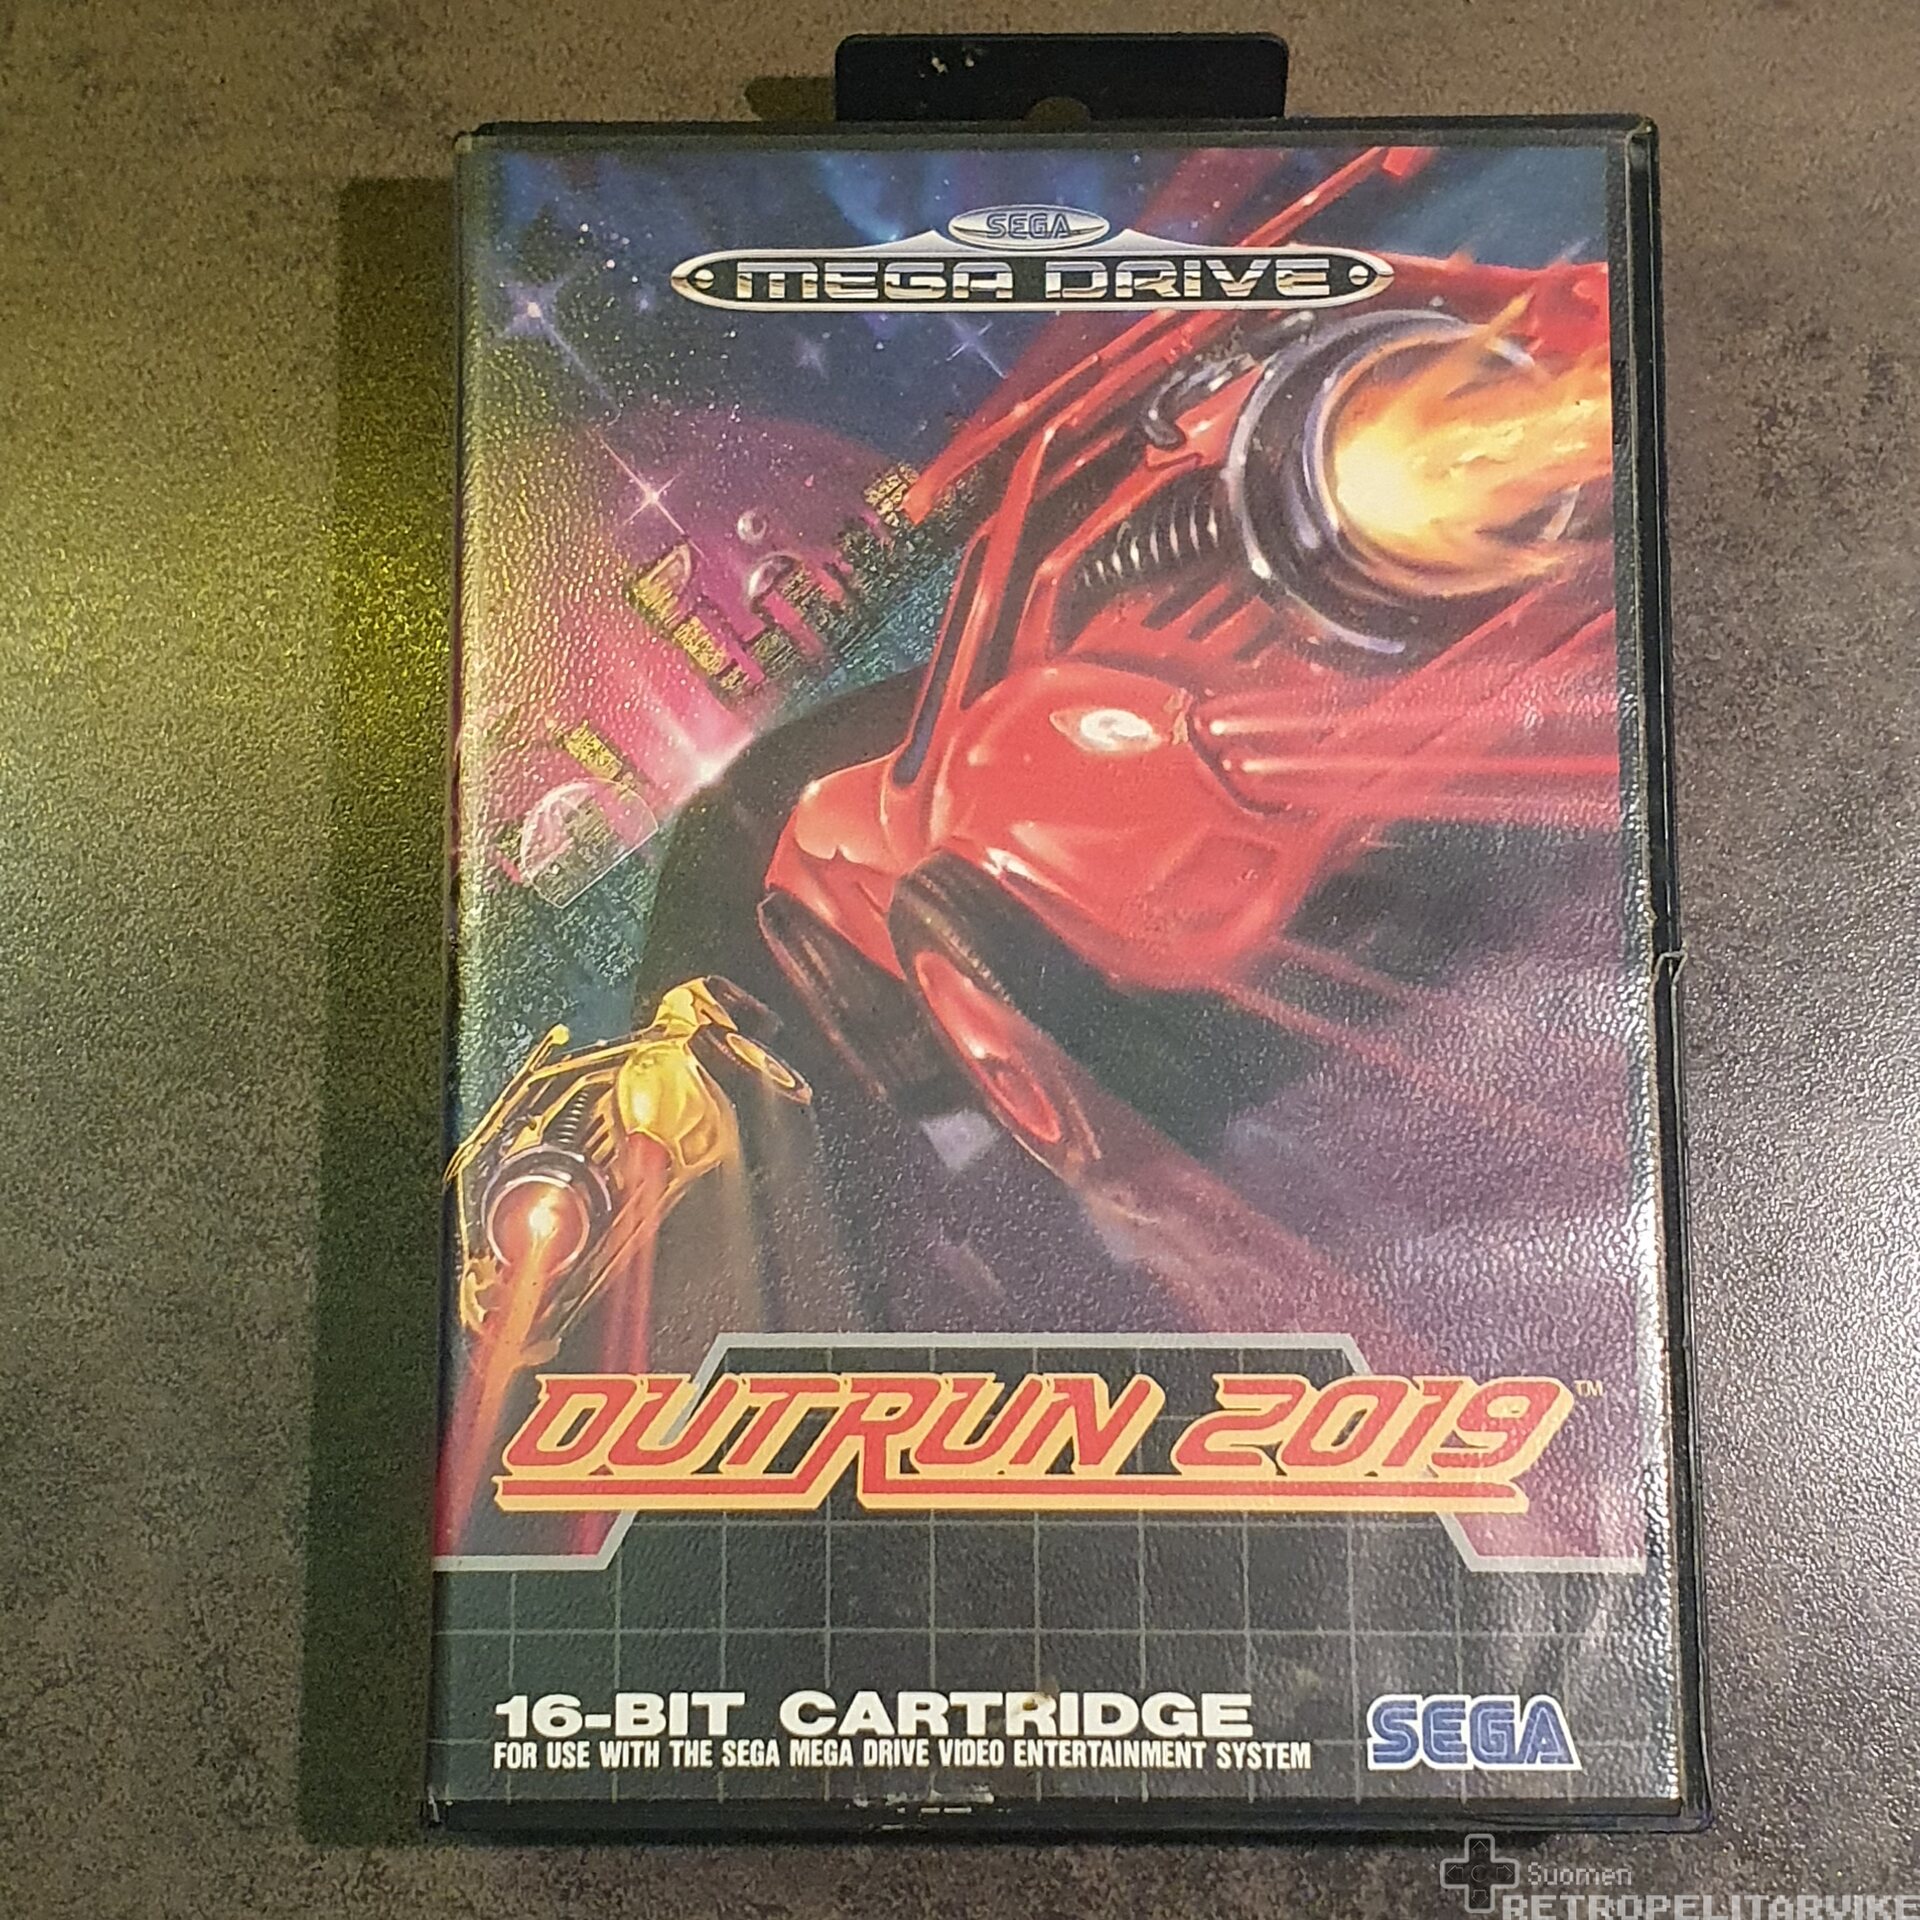 SEGA
MEGA DRIVE
OUTRUN 2019 ™
16-BIT CARTRIDGE
FOR USE WITH THE SEGA MEGA DRIVE VIDEO ENTERTAINMENT SYSTEM
SEGA
Suomen
RETROPELITARVIKE